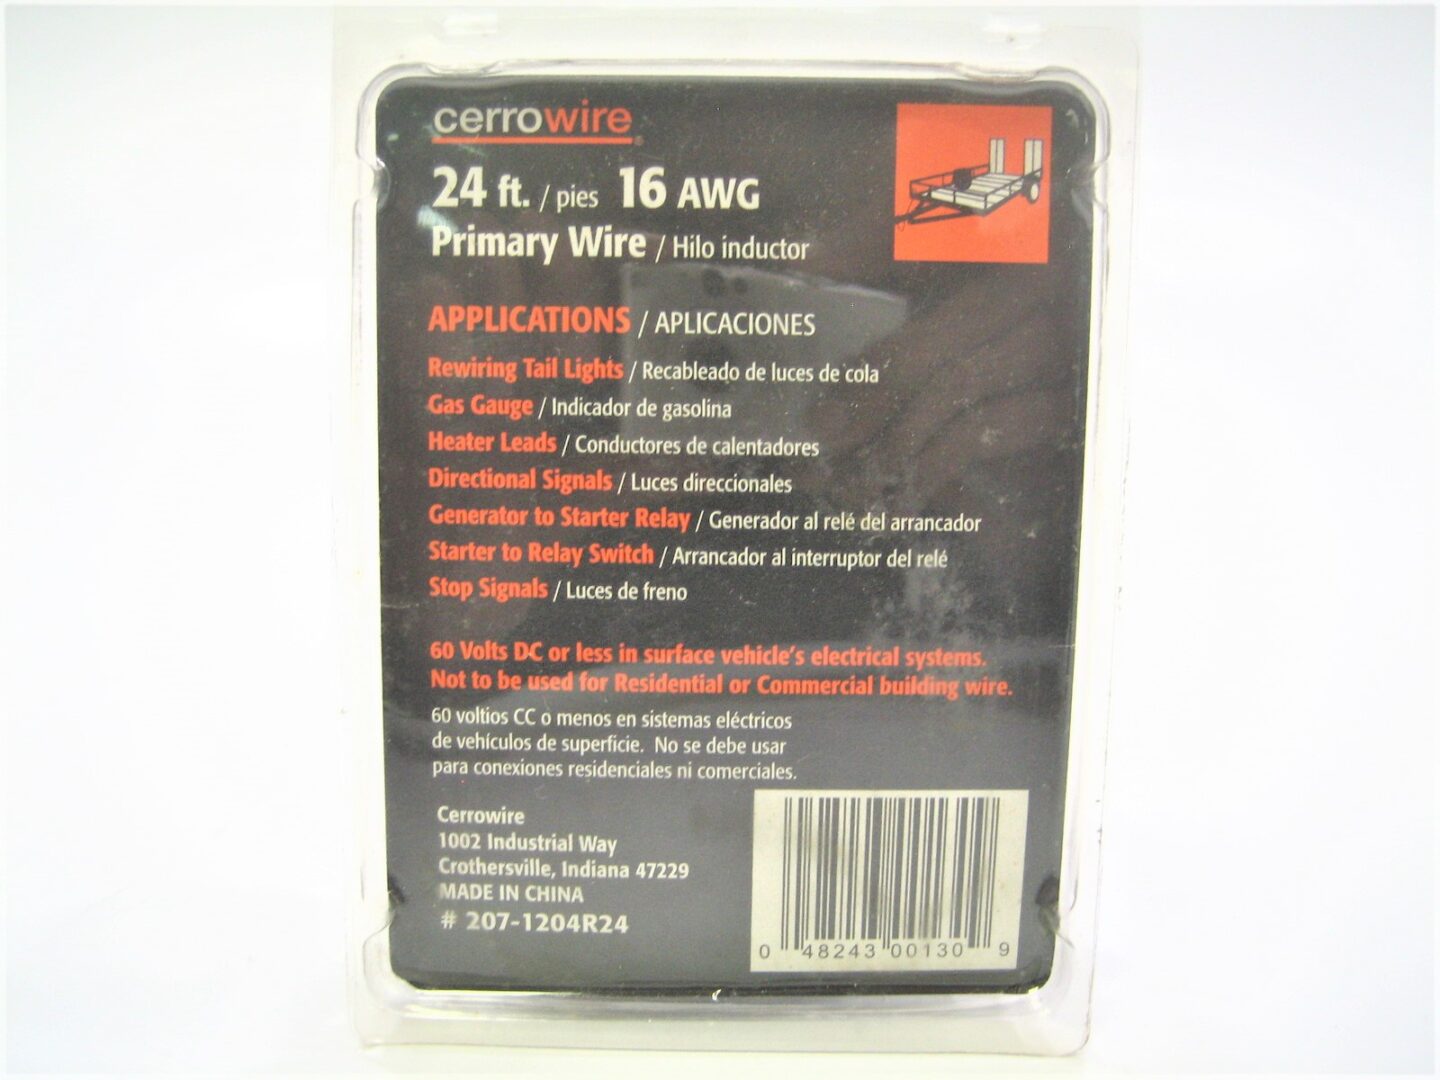 cerrowire
24 ft. / pies 16 AWG
Primary Wire / Hilo inductor
APPLICATIONS / APLICACIONES
Rewiring Tail Lights / Recableado de luces de cola
Gas Gauge / Indicador de gasolina
Heater Leads / Conductores de calentadores
Directional Signals / Luces direccionales
Generator to Starter Relay / Generador al relé del arrancador
Starter to Relay Switch / Arrancador al interruptor del relé
Stop Signals / Luces de freno
60 Volts DC or less in surface vehicle's electrical systems.
Not to be used for Residential or Commercial building wire.
60 voltios CC o menos en sistemas eléctricos
de vehículos de superficie. No se debe usar
para conexiones residenciales ni comerciales.
Cerrowire
1002 Industrial Way
Crothersville, Indiana 47229
MADE IN CHINA
# 207-1204R24
0 48243 00130 9